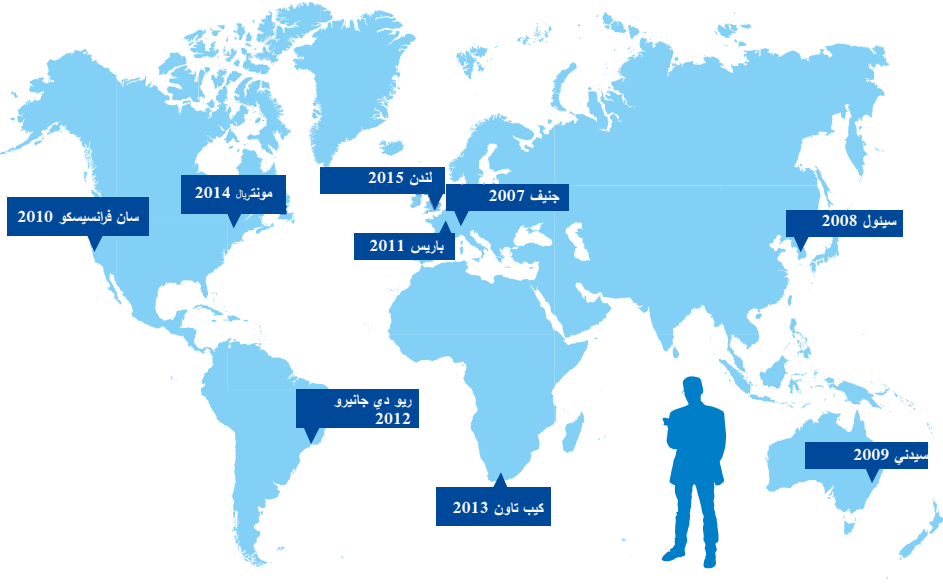 لندن 2015
مونتريال 2014
جنيف 2007
سان فرانسيسكو 2010
سيئول 2008
باريس 2011
ريو دي جانيرو
2012
سيدني 2009
كيب تاون 2013